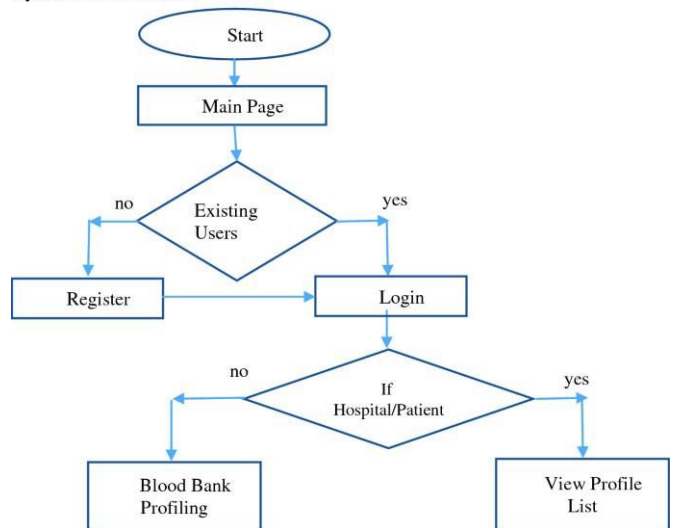 Start
Main Page
no
yes
Existing
Users
Register
Login
no
yes
If
Hospital/Patient
Blood Bank
Profiling
View Profile
List